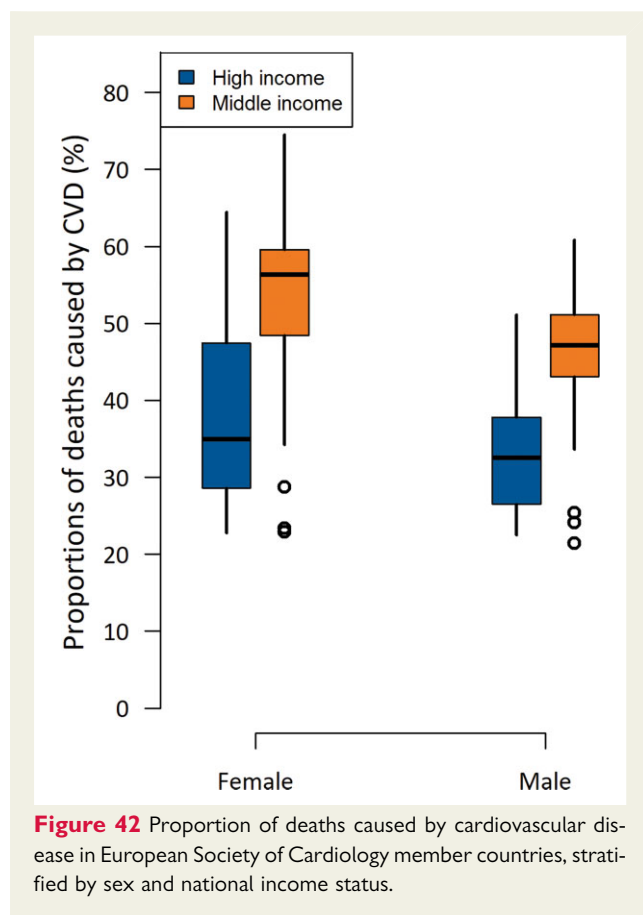 High income
Middle income
Proportions of deaths caused by CVD (%)
80
70
60
50
40
30
20
10
0
Female Male
Figure 42 Proportion of deaths caused by cardiovascular dis-
ease in European Society of Cardiology member countries, strati-
fied by sex and national income status.